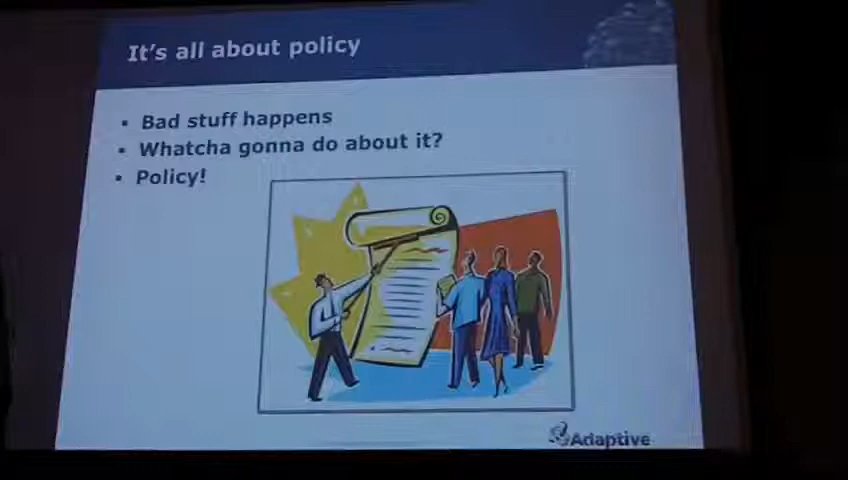 It's all about policy
▪ Bad stuff happens
▪ Whatcha gonna do about it?
▪ Policy!
Adaptive